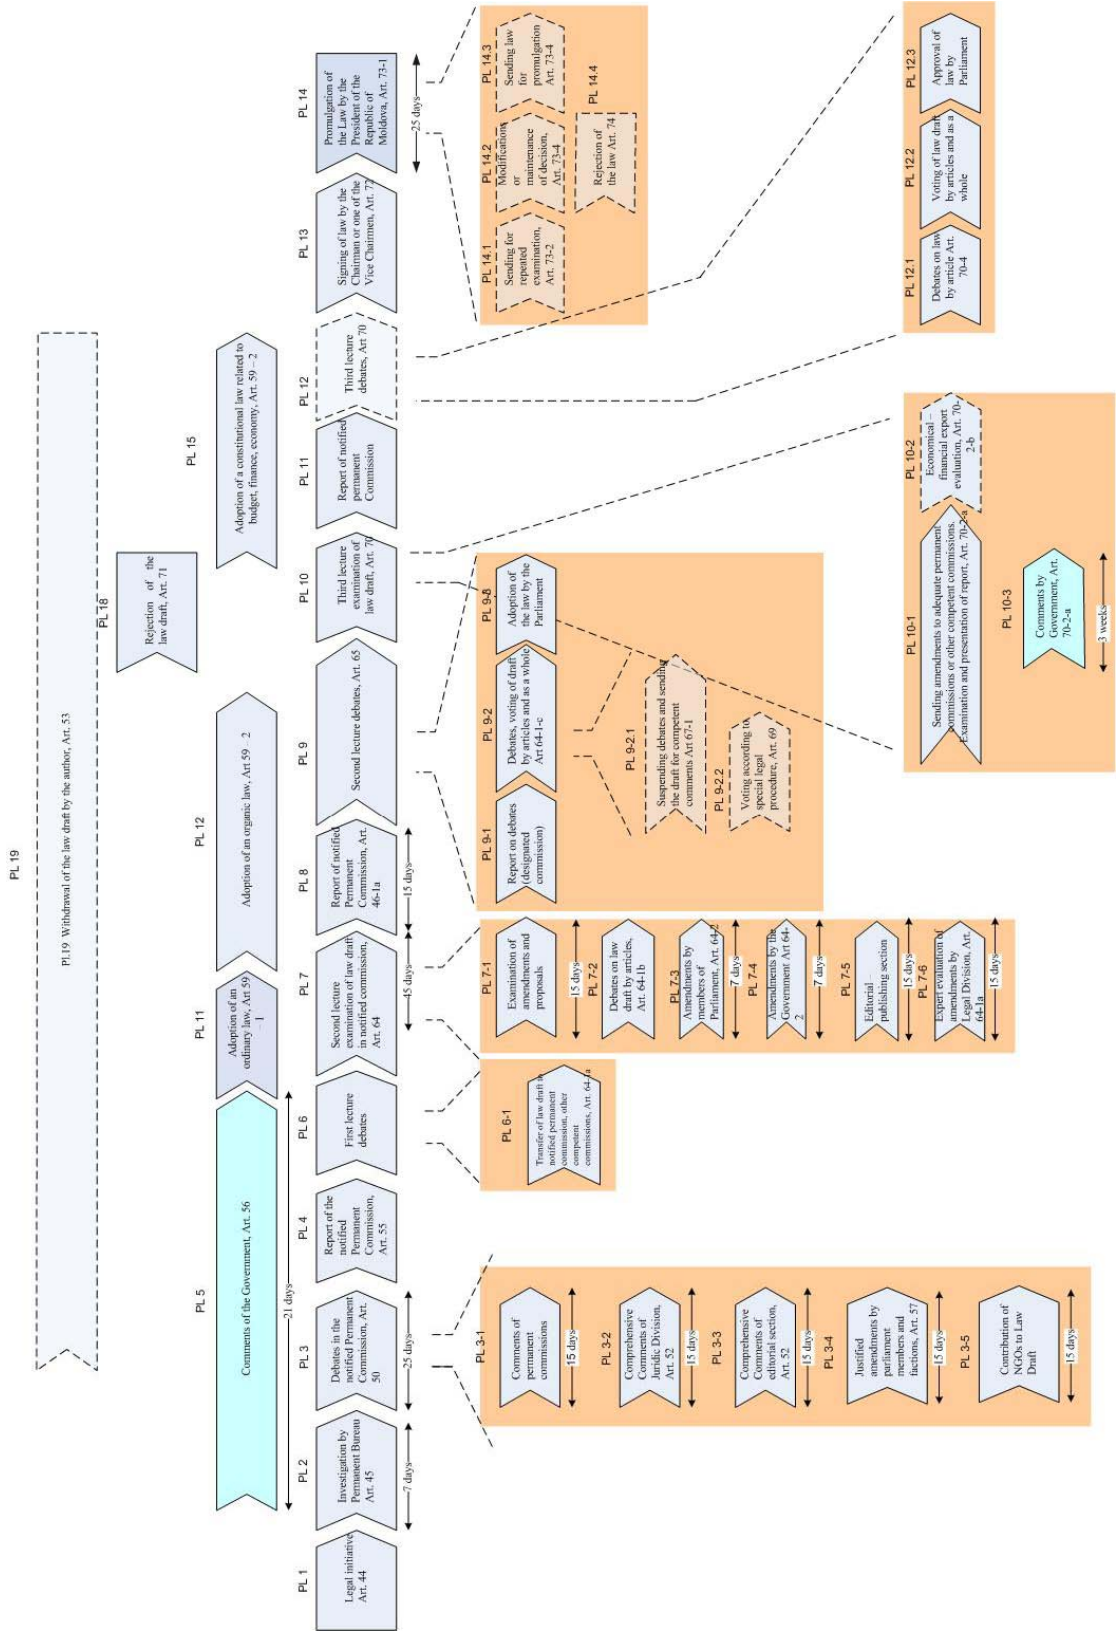 PL 19
Pl.19 Withdrawal of the law draft by the author, Art. 53
PL 18
Rejection of the
law draft, Art. 71
PL 5
Comments of the Government, Art. 56
21 days
PL 11
Adoption of an
ordinary law, Art 59
– 1
PL 12
Adoption of an organic law, Art 59 2
PL 15
Adoption of a constitutional law related to
budget, finance, economy, Art. 59 – 2
PL 1
Legal initiative
Art. 44
PL 2
Investigation by
Permanent Bureau
Art. 45
7 days
PL 3
Debates in the
notified Permanent
Commission, Art.
50
25 days
PL 4
Report of the
notified
Permanent
Commission,
Art. 55
PL 6
First lecture
debates
PL 7
Second lecture
examination of law draft
in notified commission,
Art. 64
45 days
PL 8
Report of notified
Permanent
Commission, Art.
46-1a
15 days
PL 9
Second lecture debates, Art. 65
PL 10
Third lecture
examination of
law draft, Art. 70
PL 11
Report of notified
permanent
Commission
PL 12
Third lecture
debates, Art 70
PL 13
Signing of law by the
Chairman or one of the
Vice Chairmen, Art. 72
PL 14
Promulgation of
the Law by the
President of the
Republic of
Moldova, Art. 73-1
25 days
PL 3-1
Comments of
permanent
commissions
15 days
PL 3-2
Comprehensive
Comments of
Juridic Division,
Art. 52
15 days
PL 3-3
Comprehensive
Comments of
editorial section,
Art. 52
15 days
PL 3-4
Justified
amendments by
parliament
members and
factions, Art. 57
15 days
PL 3-5
Contribution of
NGOs to Law
Draft
15 days
PL 6-1
Transfer of law draft in
notified permanent
commission, other
competent
commissions, Art. 64-1a
PL 7-1
Examination of
amendments and
proposals
15 days
PL 7-2
Debates on law
draft by articles,
Art. 64-1b
PL 7-3
Amendments by
members of
Parliament, Art. 64-2
7 days
PL 7-4
Amendments by the
Government Art 64-
2
7 days
PL 7-5
Editorial –
publishing section
15 days
PL 7-6
Expert evaluation of
amendments by
Legal Division, Art.
64-1a
15 days
PL 9-1
Report on debates
(designated
commission)
PL 9-2
Debates, voting of draft
by articles and as a whole
Art 64-1-c
PL 9-3
Adoption of
the law by the
Parliament
PL 9-2.1
Suspending debates and sending
the draft for competent
comments Art 67-1
PL 9-2.2
Voting according to
special legal
procedure, Art. 69
PL 14.1
Sending for
repeated
examination,
Art. 73-2
PL 14.2
Modifications
or
maintenance
of decision,
Art. 73-4
PL 14.3
Sending law
for
promulgation
Art. 73-4
PL 14.4
Rejection of
the law Art. 74
PL 10-1
Sending amendments to adequate permanent
commissions or other competent commissions.
Examination and presentation of report, Art. 70-2-a
PL 10-2
Economical –
financial export
evaluation, Art. 70-
2-b
PL 10-3
Comments by
Government, Art.
70-2-a
3 weeks
PL 12.1
Debates on law
by article Art.
70-4
PL 12.2
Voting of law draft
by articles and as a
whole
PL 12.3
Approval of
law by
Parliament